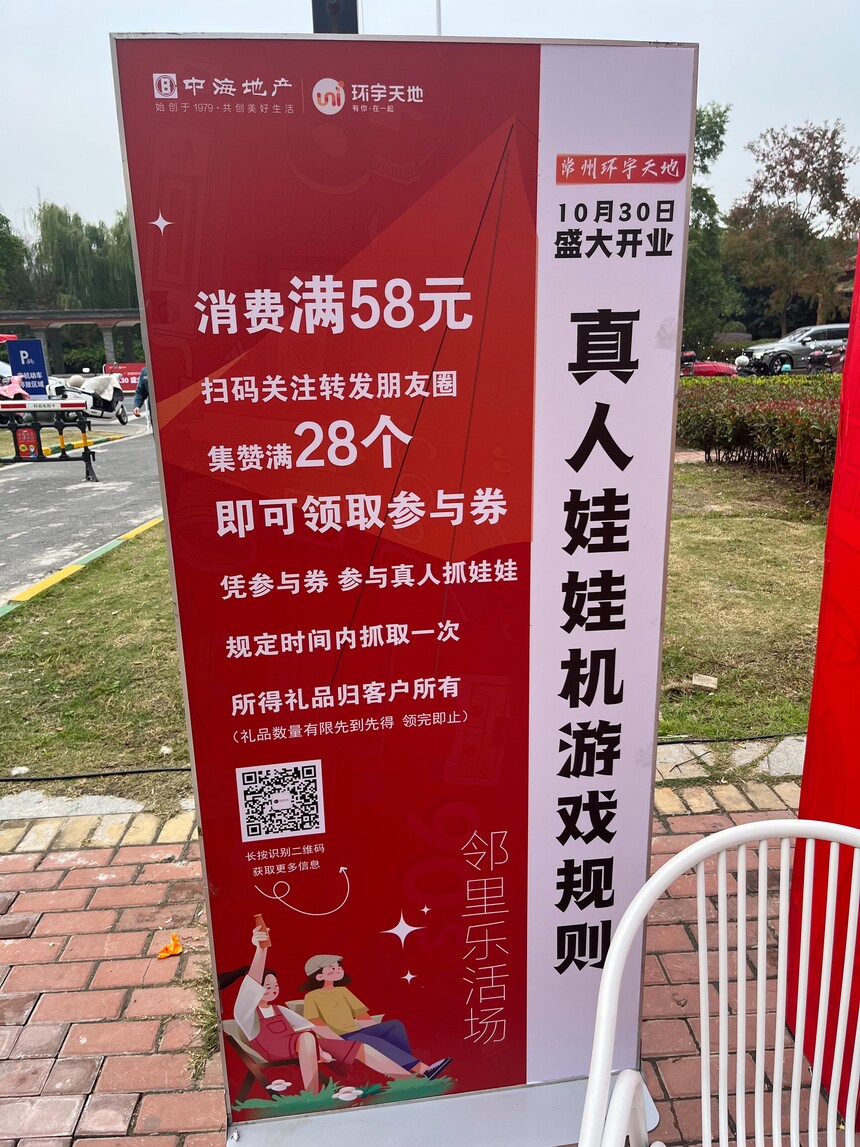 中海地产
始创于1979·共创美好生活
uni
环宇天地
有你·在一起
消费满58元
扫码关注转发朋友圈
集赞满28个
即可领取参与券
凭参与券 参与真人抓娃娃
规定时间内抓取一次
所得礼品归客户所有
（礼品数量有限先到先得 领完即止）
长按识别二维码
获取更多信息
邻里乐活场
常州环宇天地
10月30日
盛大开业
真人娃娃机游戏规则
P